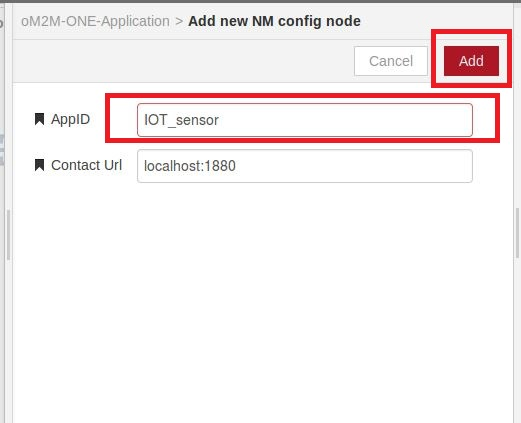 oM2M-ONE-Application > Add new NM config node
Cancel Add
AppID IOT_sensor
Contact Url localhost:1880